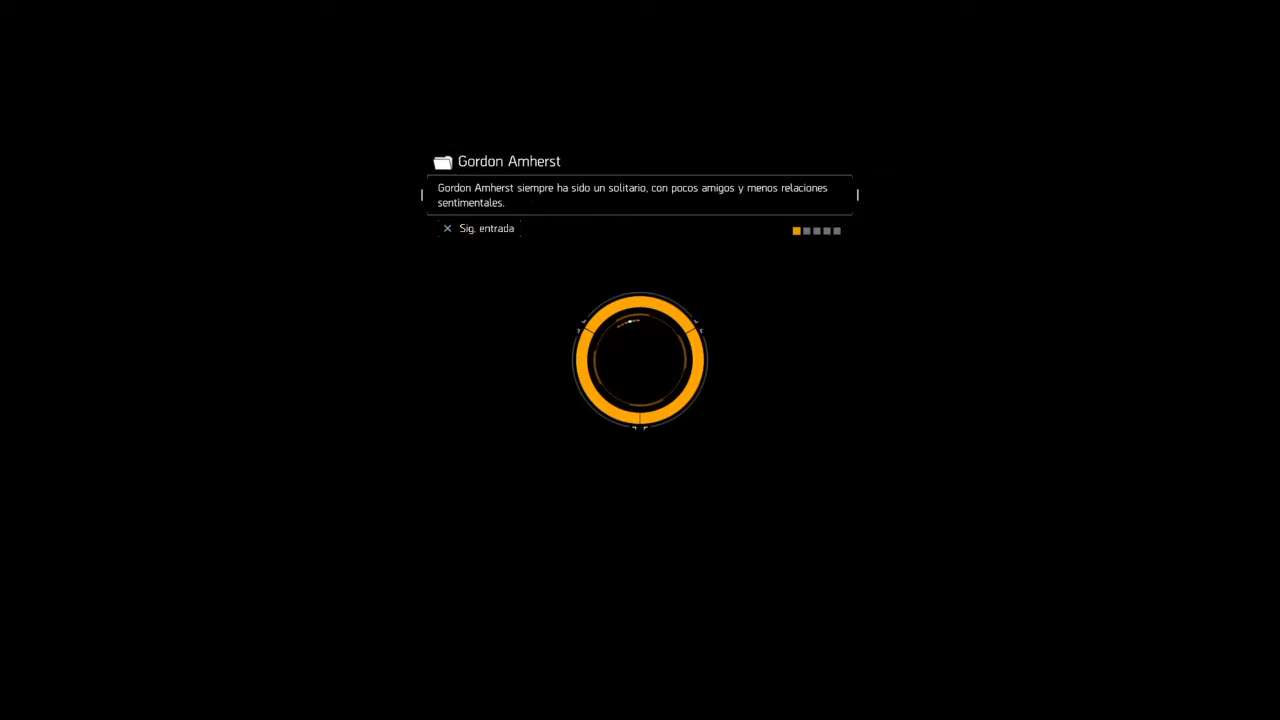 Gordon Amherst
Gordon Amherst siempre ha sido un solitario, con pocos amigos y menos relaciones
sentimentales.
Sig. entrada